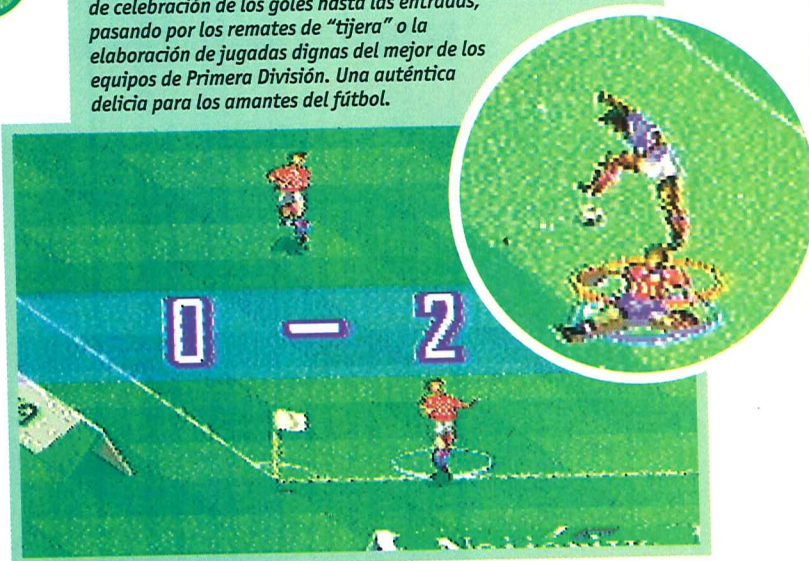 de celebración de los goles hasta las entradas,
pasando por los remates de “tijera” o la
elaboración de jugadas dignas del mejor de los
equipos de Primera División. Una auténtica
delicia para los amantes del fútbol.
0 – 2